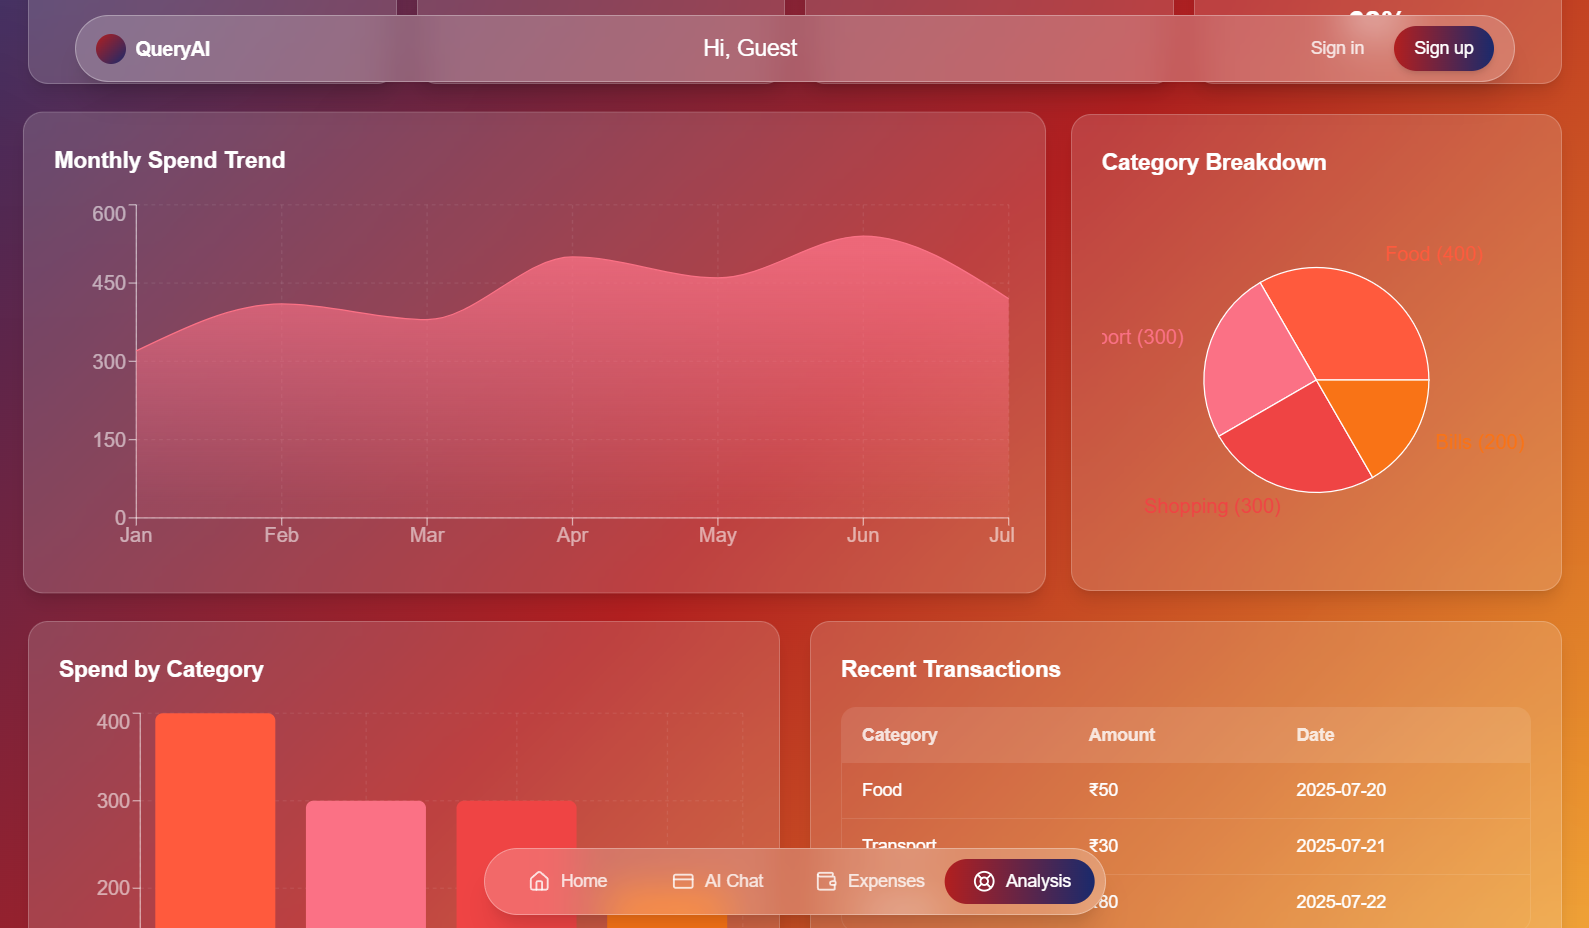 QueryAI
Hi, Guest
Sign in
Sign up
Monthly Spend Trend
600
450
300
150
0
Jan Feb Mar Apr May Jun Jul
Category Breakdown
Food (400)
port (300)
Bills (200)
Shopping (300)
Spend by Category
400
300
200
Recent Transactions
Category Amount Date
Food ₹50 2025-07-20
Transport ₹30 2025-07-21
₹80 2025-07-22
Home
AI Chat
Expenses
Analysis